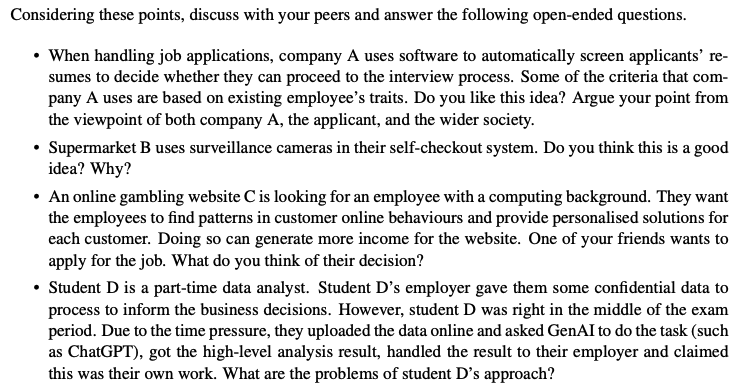 Considering these points, discuss with your peers and answer the following open-ended questions.
• When handling job applications, company A uses software to automatically screen applicants' re-
sumes to decide whether they can proceed to the interview process. Some of the criteria that com-
pany A uses are based on existing employee's traits. Do you like this idea? Argue your point from
the viewpoint of both company A, the applicant, and the wider society.
• Supermarket B uses surveillance cameras in their self-checkout system. Do you think this is a good
idea? Why?
• An online gambling website C is looking for an employee with a computing background. They want
the employees to find patterns in customer online behaviours and provide personalised solutions for
each customer. Doing so can generate more income for the website. One of your friends wants to
apply for the job. What do you think of their decision?
• Student D is a part-time data analyst. Student D's employer gave them some confidential data to
process to inform the business decisions. However, student D was right in the middle of the exam
period. Due to the time pressure, they uploaded the data online and asked GenAI to do the task (such
as ChatGPT), got the high-level analysis result, handled the result to their employer and claimed
this was their own work. What are the problems of student D's approach?